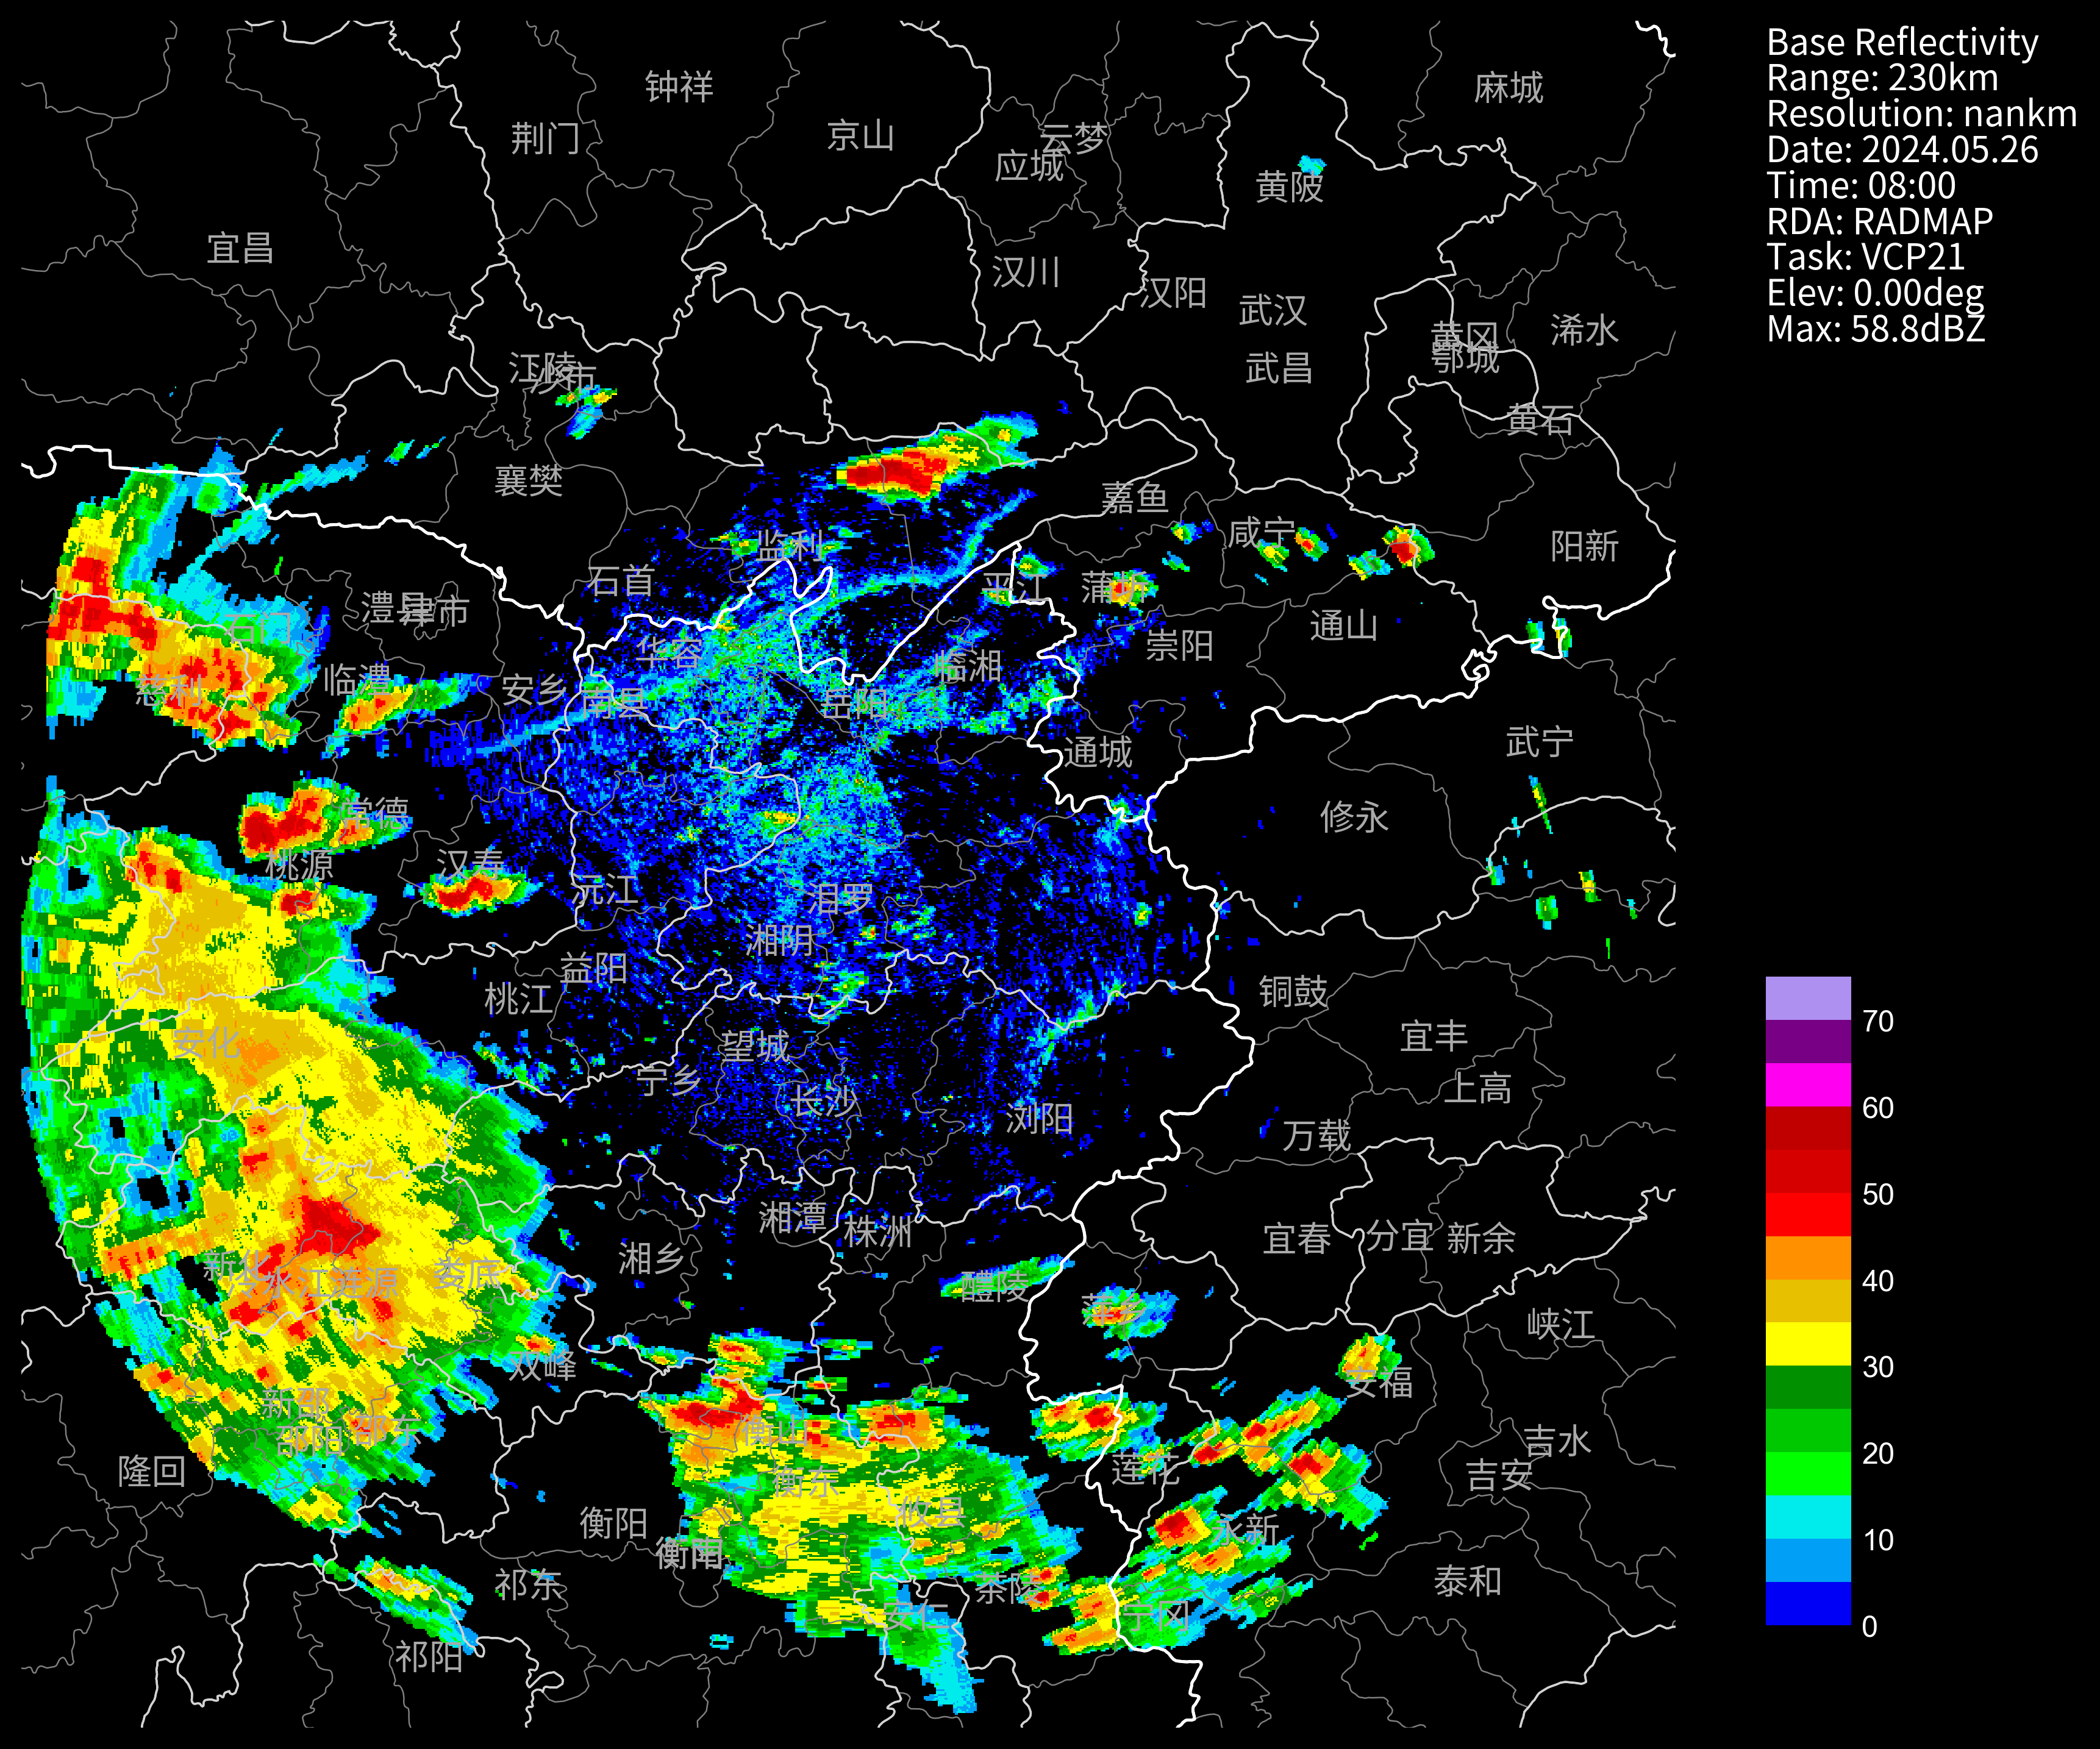 Base Reflectivity
Range: 230km
Resolution: nankm
Date: 2024.05.26
Time: 08:00
RDA: RADMAP
Task: VCP21
Elev: 0.00deg
Max: 58.8dBZ
钟祥
麻城
荆门
京山
云梦
应城
黄陂
宜昌
汉川
汉阳
武汉
黄冈
浠水
鄂城
江陵
沙市
武昌
黄石
襄樊
嘉鱼
咸宁
监利
阳新
石首
平江
蒲圻
澧县
津市
石门
通山
华容
崇阳
临湘
临澧
慈利
安乡
南县
岳阳
武宁
通城
常德
修水
桃源
汉寿
沅江
汨罗
湘阴
益阳
桃江
铜鼓
安化
望城
宜丰
宁乡
长沙
上高
浏阳
万载
湘潭
株洲
宜春
分宜
新余
湘乡
新化
冷水江
涟源
娄底
醴陵
萍乡
峡江
双峰
安福
新邵
邵东
衡山
邵阳
吉水
隆回
衡东
莲花
吉安
攸县
衡阳
永新
衡南
祁东
茶陵
泰和
安仁
宁冈
祁阳
70
60
50
40
30
20
10
0